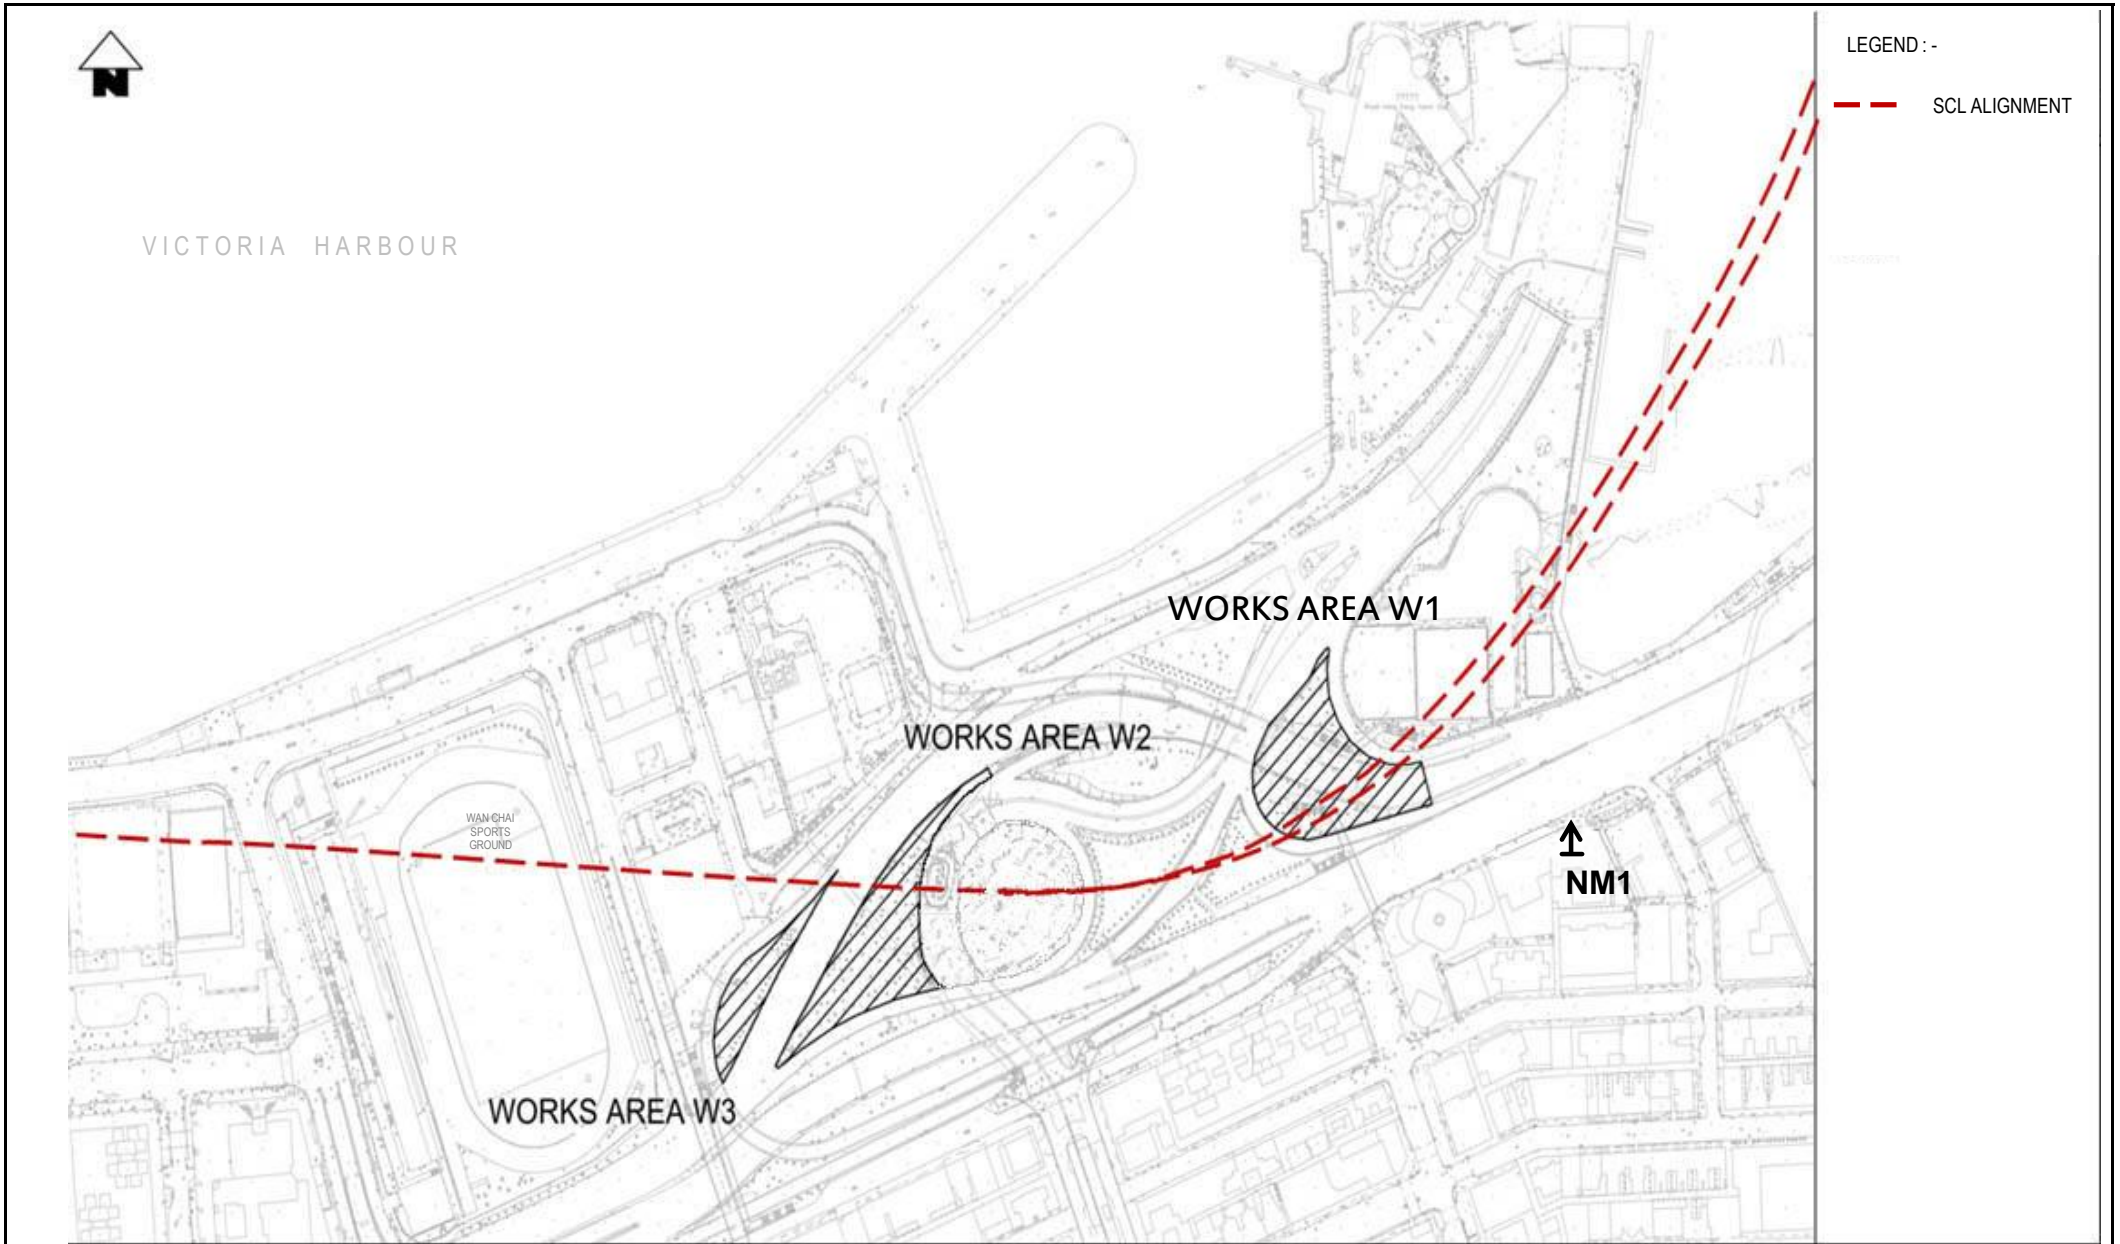 N
LEGEND : -
SCL ALIGNMENT
VICTORIA HARBOUR
WORKS AREA W1
WORKS AREA W2
WAN CHAI
SPORTS
GROUND
NM1
WORKS AREA W3